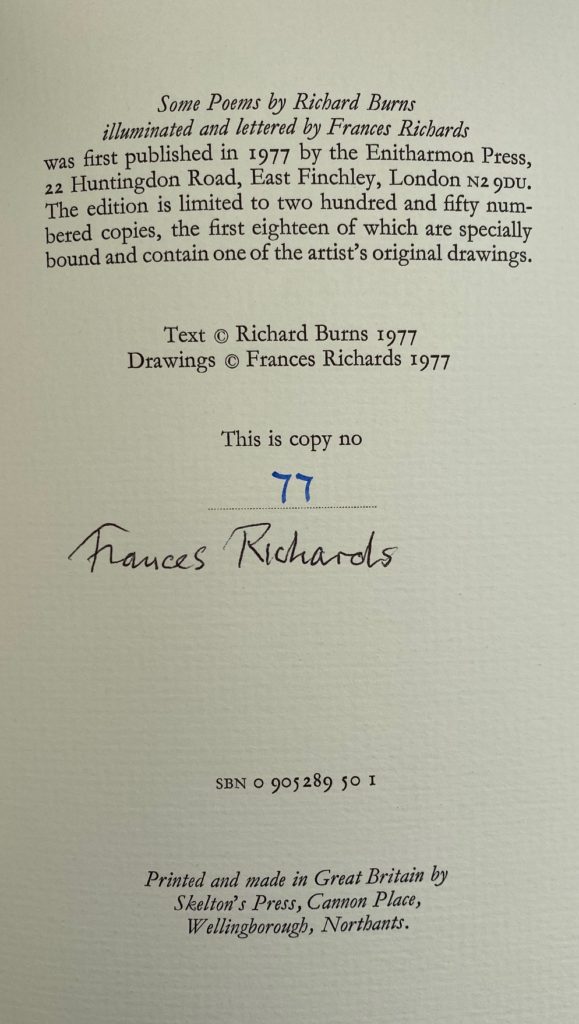 Some Poems by Richard Burns
illuminated and lettered by Frances Richards
was first published in 1977 by the Enitharmon Press,
22 Huntingdon Road, East Finchley, London N2 9DU.
The edition is limited to two hundred and fifty num-
bered copies, the first eighteen of which are specially
bound and contain one of the artist's original drawings.
Text © Richard Burns 1977
Drawings © Frances Richards 1977
This is copy no
77
Frances Richards
SBN 0 905289 50 1
Printed and made in Great Britain by
Skelton's Press, Cannon Place,
Wellingborough, Northants.